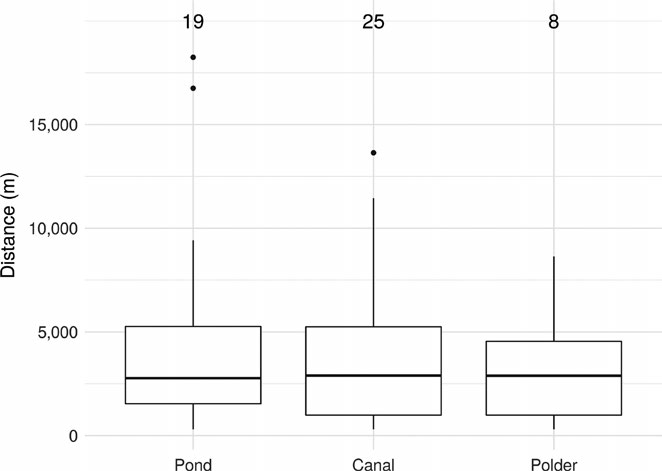 19 25 8
Distance (m)
15,000
10,000
5,000
0
Pond Canal Polder